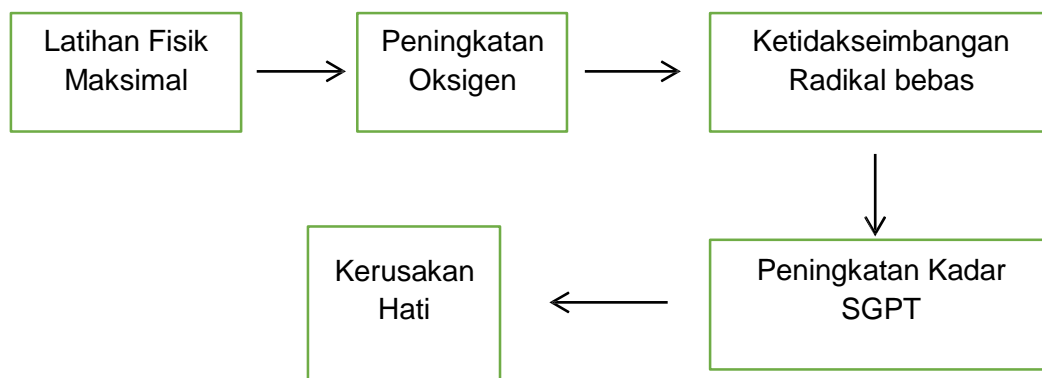 Latihan Fisik
Maksimal
Peningkatan
Oksigen
Ketidakseimbangan
Radikal bebas
Peningkatan Kadar
SGPT
Kerusakan
Hati